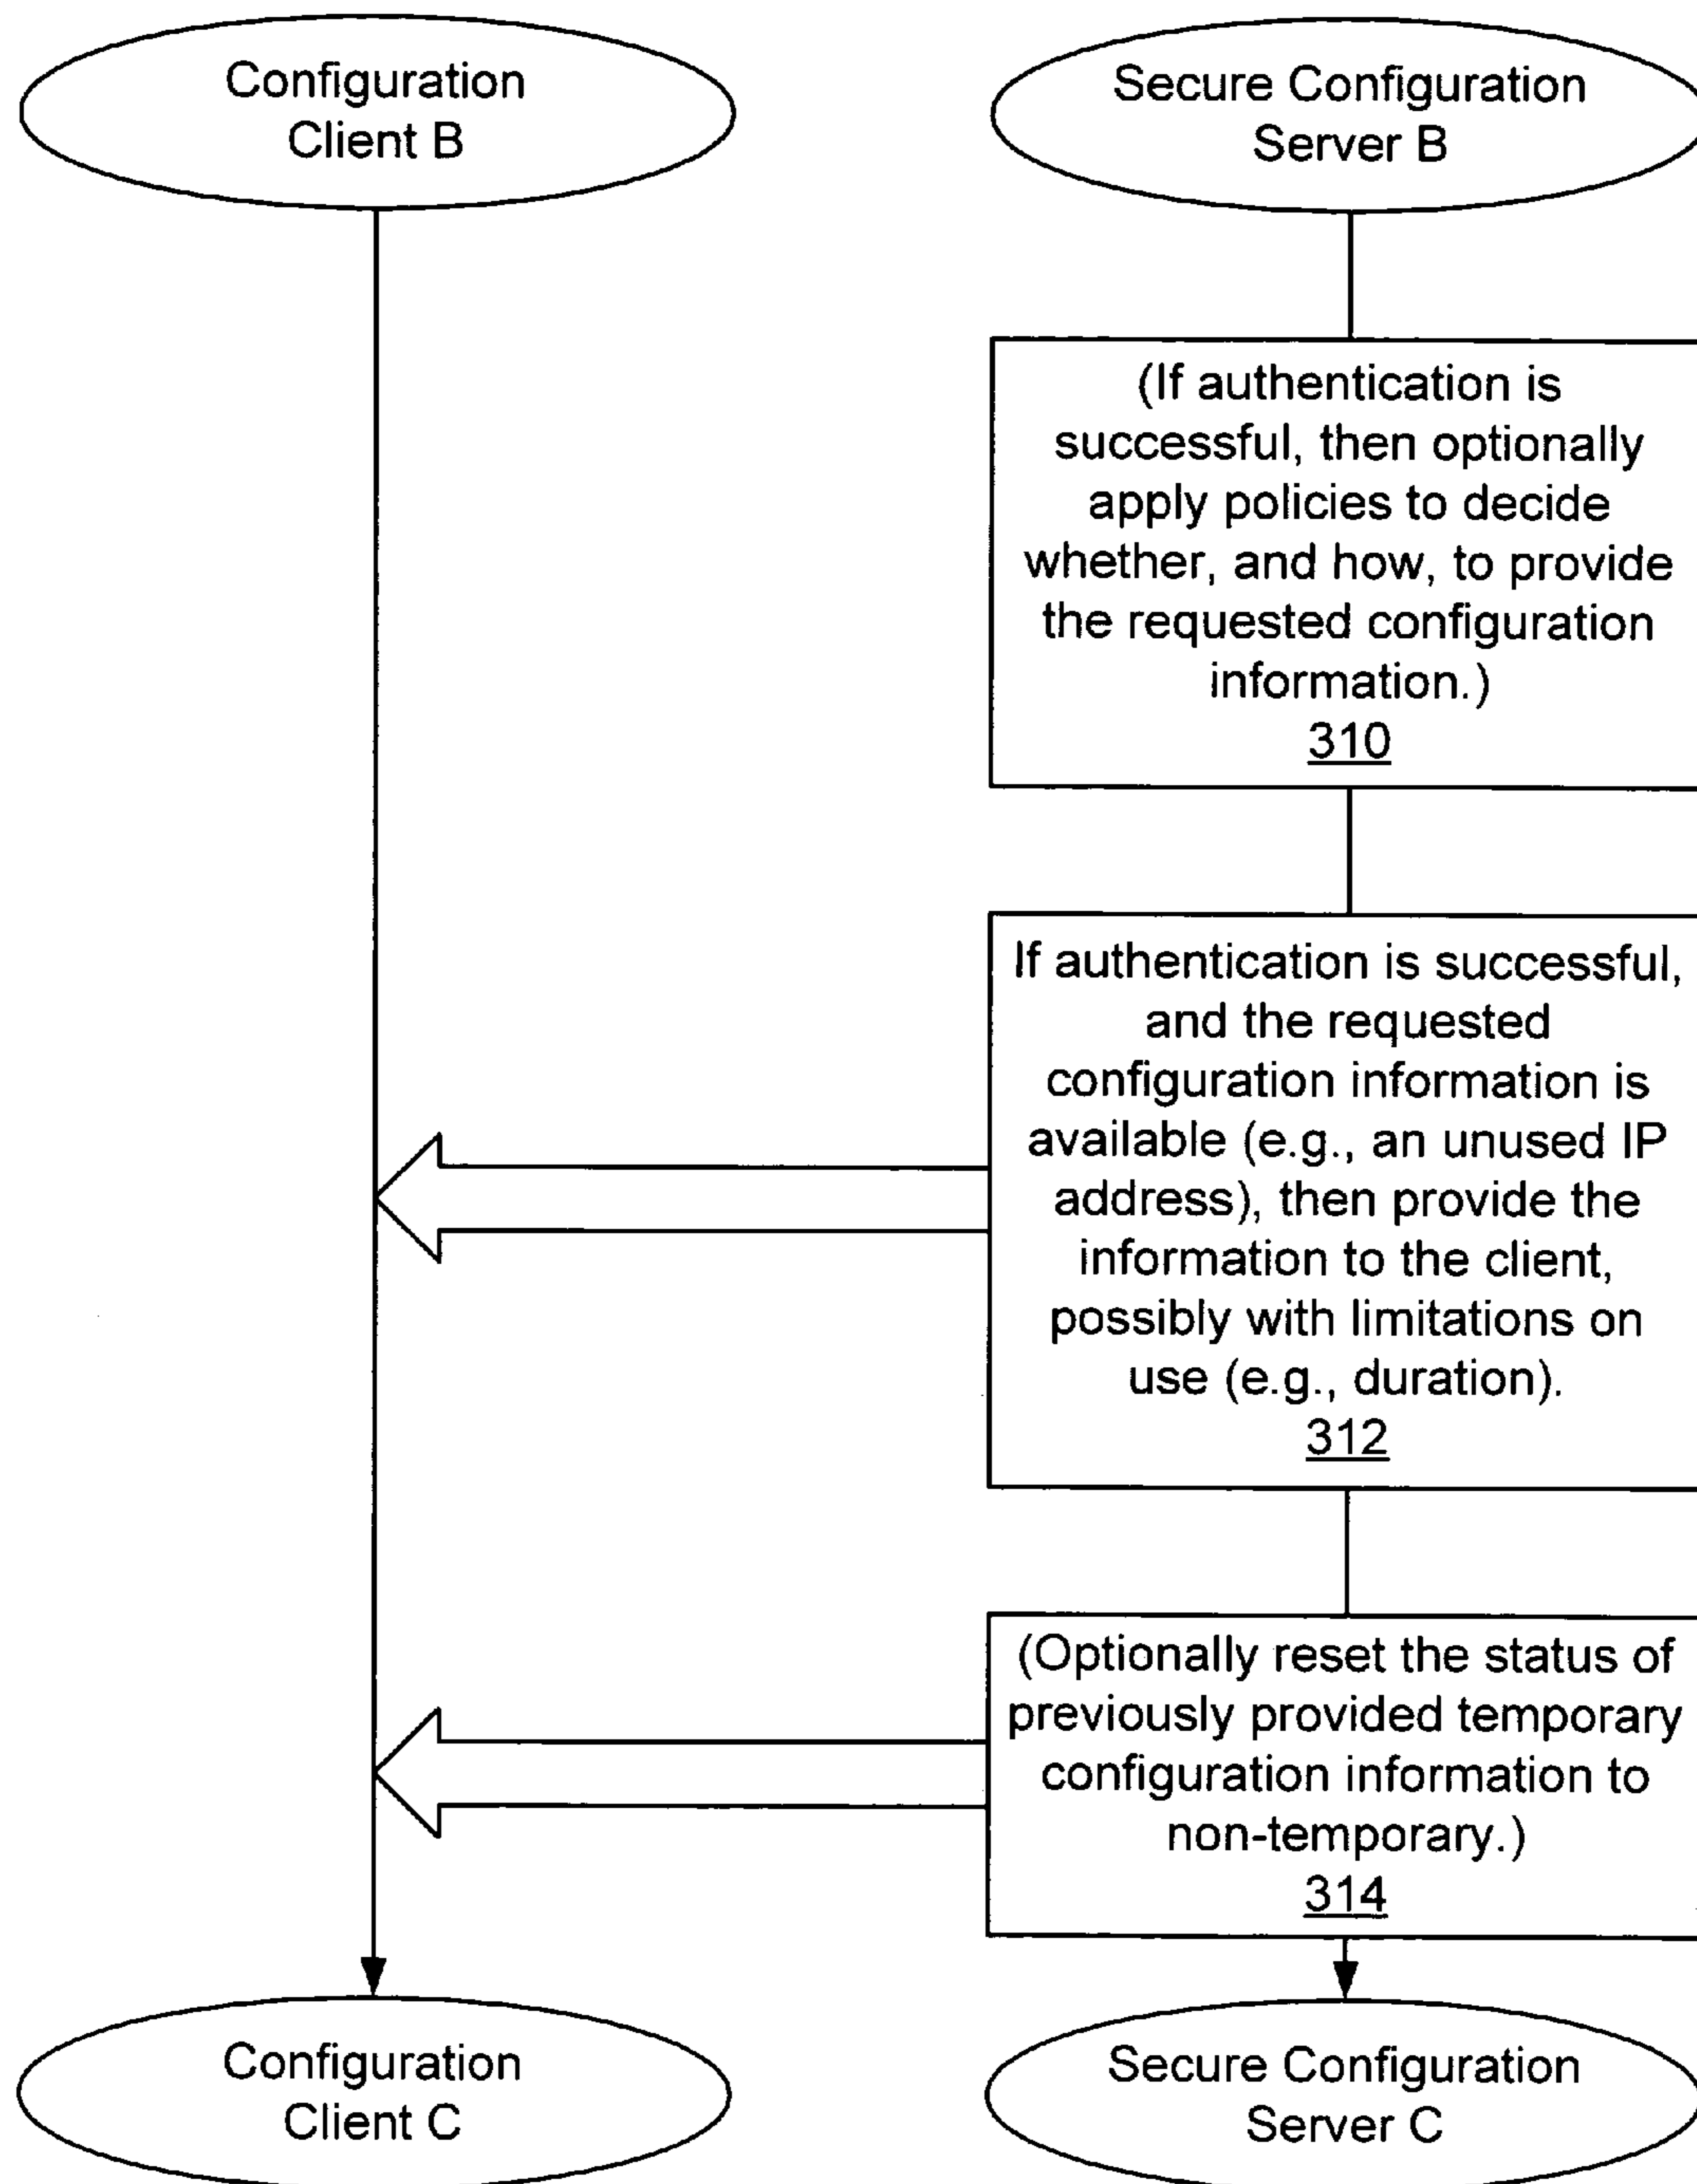 Configuration
Client B
Secure Configuration
Server B
(If authentication is
successful, then optionally
apply policies to decide
whether, and how, to provide
the requested configuration
information.)
310
If authentication is successful,
and the requested
configuration information is
available (e.g., an unused IP
address), then provide the
information to the client,
possibly with limitations on
use (e.g., duration).
312
(Optionally reset the status of
previously provided temporary
configuration information to
non-temporary.)
314
Configuration
Client C
Secure Configuration
Server C